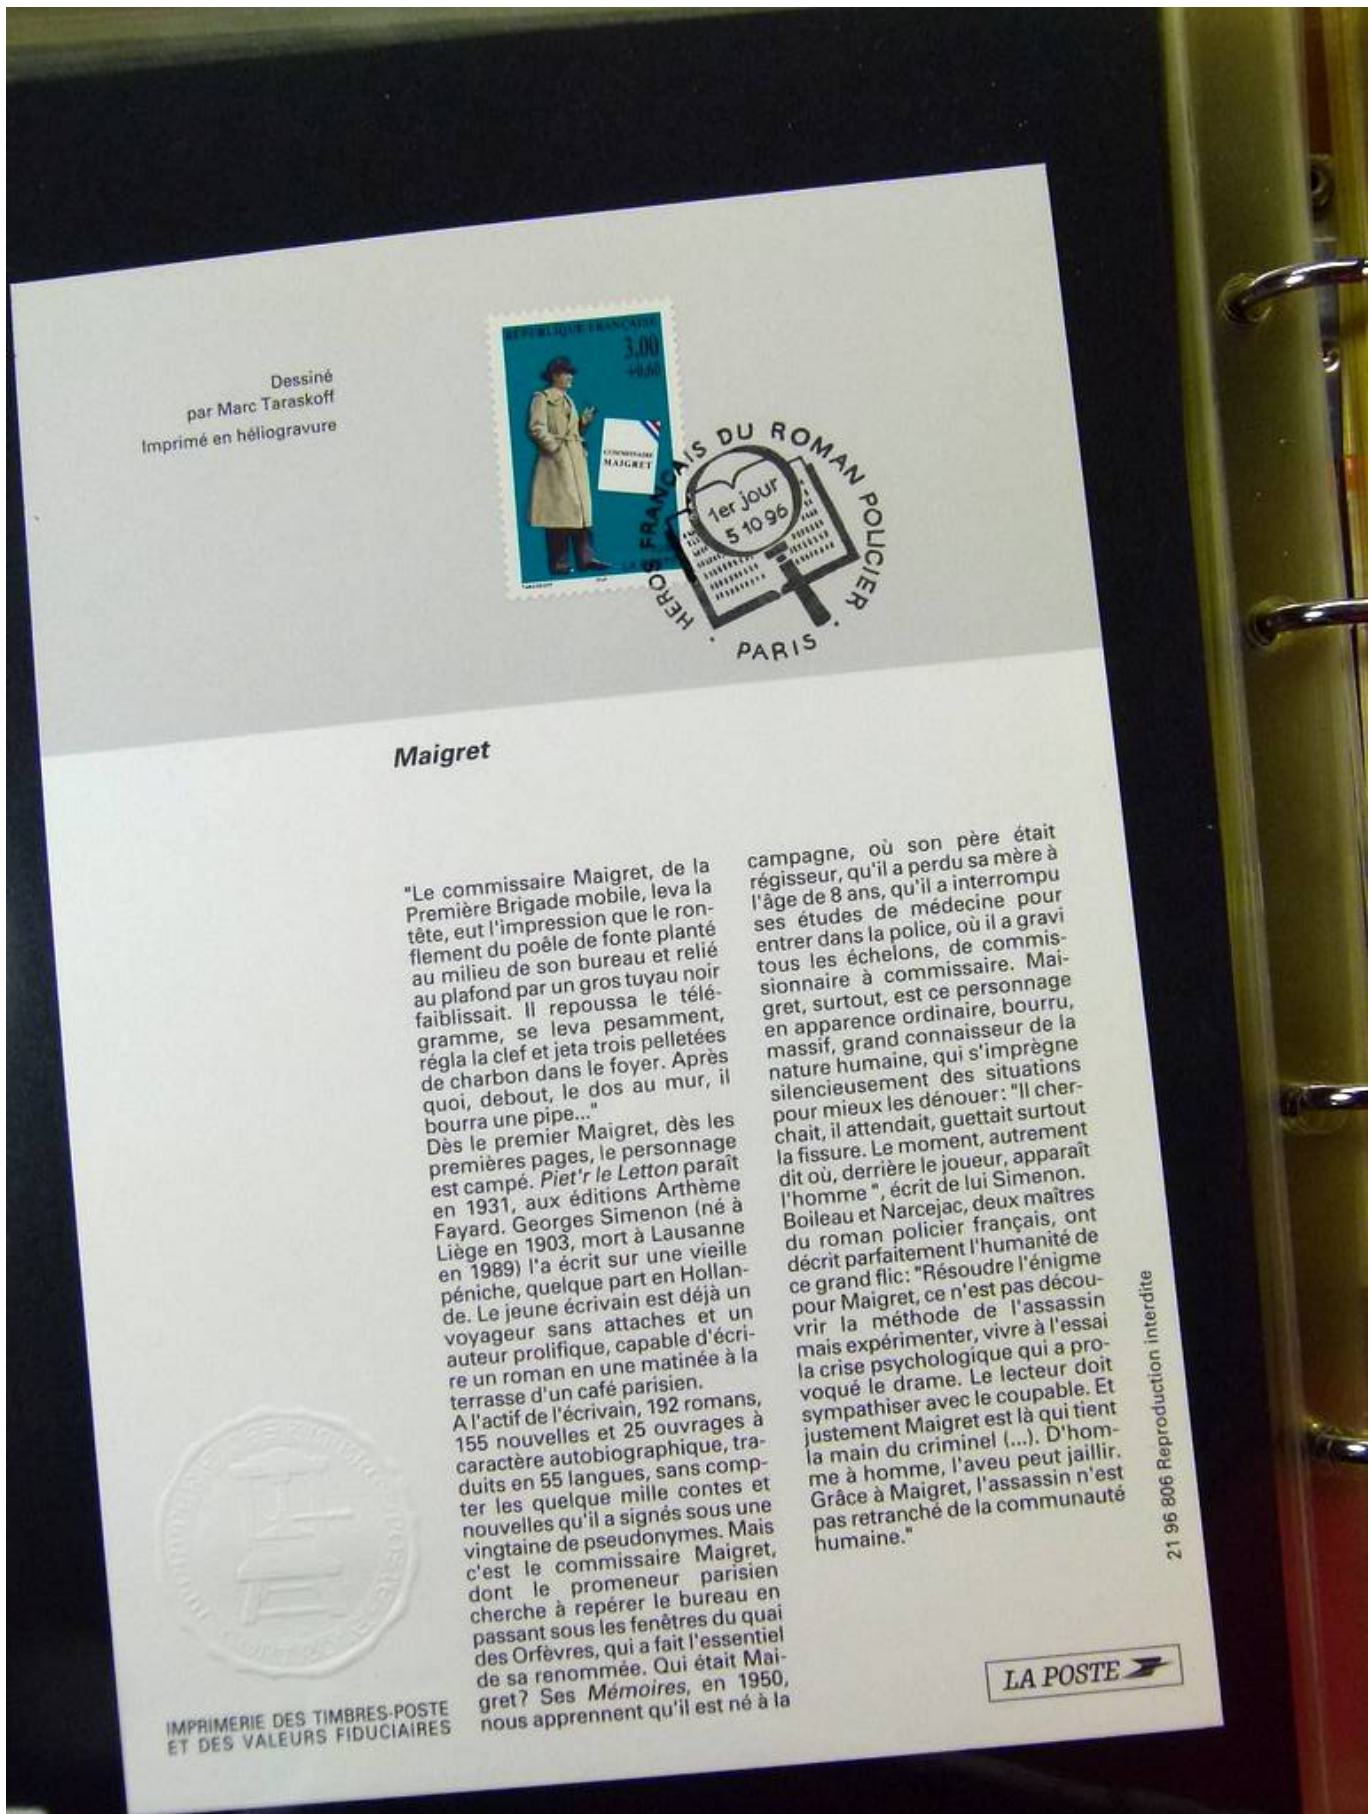 Dessiné
par Marc Taraskoff
Imprimé en héliogravure
RÉPUBLIQUE FRANÇAISE
3,00
+0,60
COMMISSAIRE
MAIGRET
TARASKOFF
HEROS FRANÇAIS DU ROMAN POLICIER
1er jour
5 10 96
· PARIS ·
Maigret
"Le commissaire Maigret, de la
Première Brigade mobile, leva la
tête, eut l'impression que le ron-
flement du poêle de fonte planté
au milieu de son bureau et relié
au plafond par un gros tuyau noir
faiblissait. Il repoussa le télé-
gramme, se leva pesamment,
régla la clef et jeta trois pelletées
de charbon dans le foyer. Après
quoi, debout, le dos au mur, il
bourra une pipe..."
Dès le premier Maigret, dès les
premières pages, le personnage
est campé. Piet'r le Letton paraît
en 1931, aux éditions Arthème
Fayard. Georges Simenon (né à
Liège en 1903, mort à Lausanne
en 1989) l'a écrit sur une vieille
péniche, quelque part en Hollan-
de. Le jeune écrivain est déjà un
voyageur sans attaches et un
auteur prolifique, capable d'écri-
re un roman en une matinée à la
terrasse d'un café parisien.
A l'actif de l'écrivain, 192 romans,
155 nouvelles et 25 ouvrages à
caractère autobiographique, tra-
duits en 55 langues, sans comp-
ter les quelque mille contes et
nouvelles qu'il a signés sous une
vingtaine de pseudonymes. Mais
c'est le commissaire Maigret,
dont le promeneur parisien
cherche à repérer le bureau en
passant sous les fenêtres du quai
des Orfèvres, qui a fait l'essentiel
de sa renommée. Qui était Mai-
gret? Ses Mémoires, en 1950,
nous apprennent qu'il est né à la
campagne, où son père était
régisseur, qu'il a perdu sa mère à
l'âge de 8 ans, qu'il a interrompu
ses études de médecine pour
entrer dans la police, où il a gravi
tous les échelons, de commis-
sionnaire à commissaire. Mai-
gret, surtout, est ce personnage
en apparence ordinaire, bourru,
massif, grand connaisseur de la
nature humaine, qui s'imprègne
silencieusement des situations
pour mieux les dénouer: "Il cher-
chait, il attendait, guettait surtout
la fissure. Le moment, autrement
dit où, derrière le joueur, apparaît
l'homme ", écrit de lui Simenon.
Boileau et Narcejac, deux maîtres
du roman policier français, ont
décrit parfaitement l'humanité de
ce grand flic: "Résoudre l'énigme
pour Maigret, ce n'est pas décou-
vrir la méthode de l'assassin
mais expérimenter, vivre à l'essai
la crise psychologique qui a pro-
voqué le drame. Le lecteur doit
sympathiser avec le coupable. Et
justement Maigret est là qui tient
la main du criminel (...). D'hom-
me à homme, l'aveu peut jaillir.
Grâce à Maigret, l'assassin n'est
pas retranché de la communauté
humaine."
21 96 806 Reproduction interdite
LA POSTE
IMPRIMERIE DES TIMBRES-POSTE
ET DES VALEURS FIDUCIAIRES